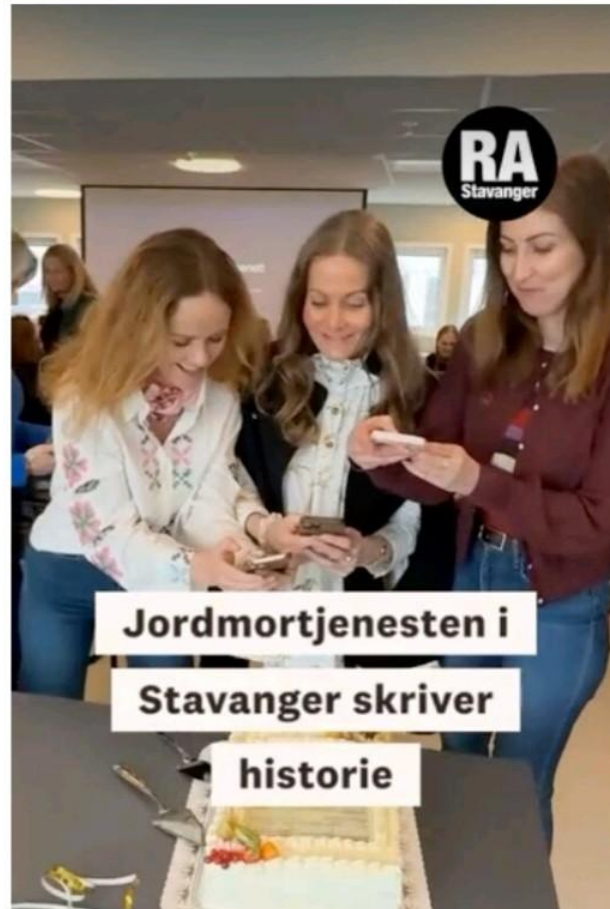 RA
Stavanger
Jordmortjenesten i
Stavanger skriver
historie